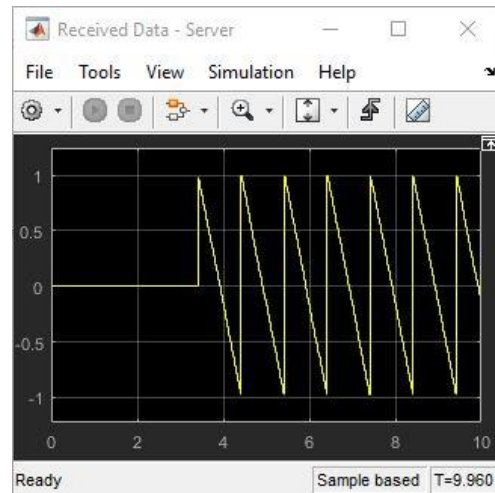 Received Data - Server
File Tools View Simulation Help
1
0.5
0
-0.5
-1
0 2 4 6 8 10
Ready Sample based T=9.960